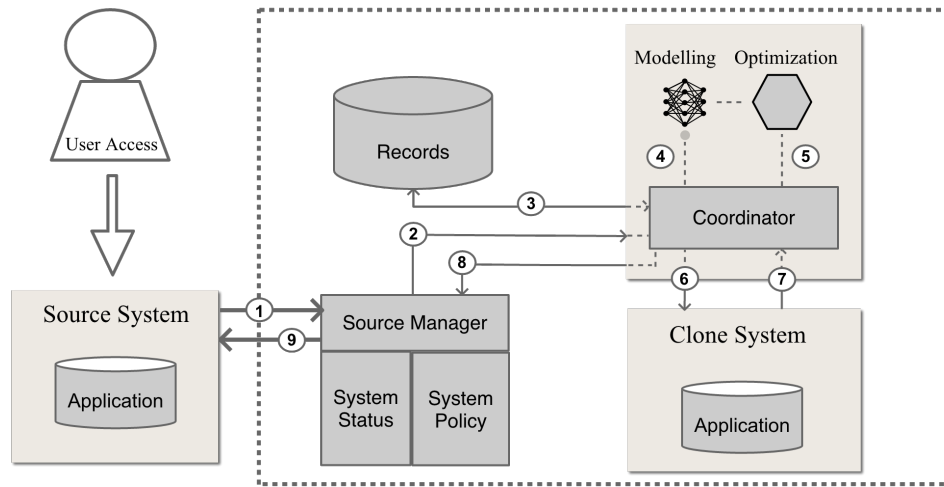 Modelling
Optimization
User Access
Records
4
5
3
Coordinator
2
8
6
7
1
Source System
Source Manager
Clone System
9
Application
System
Status
System
Policy
Application